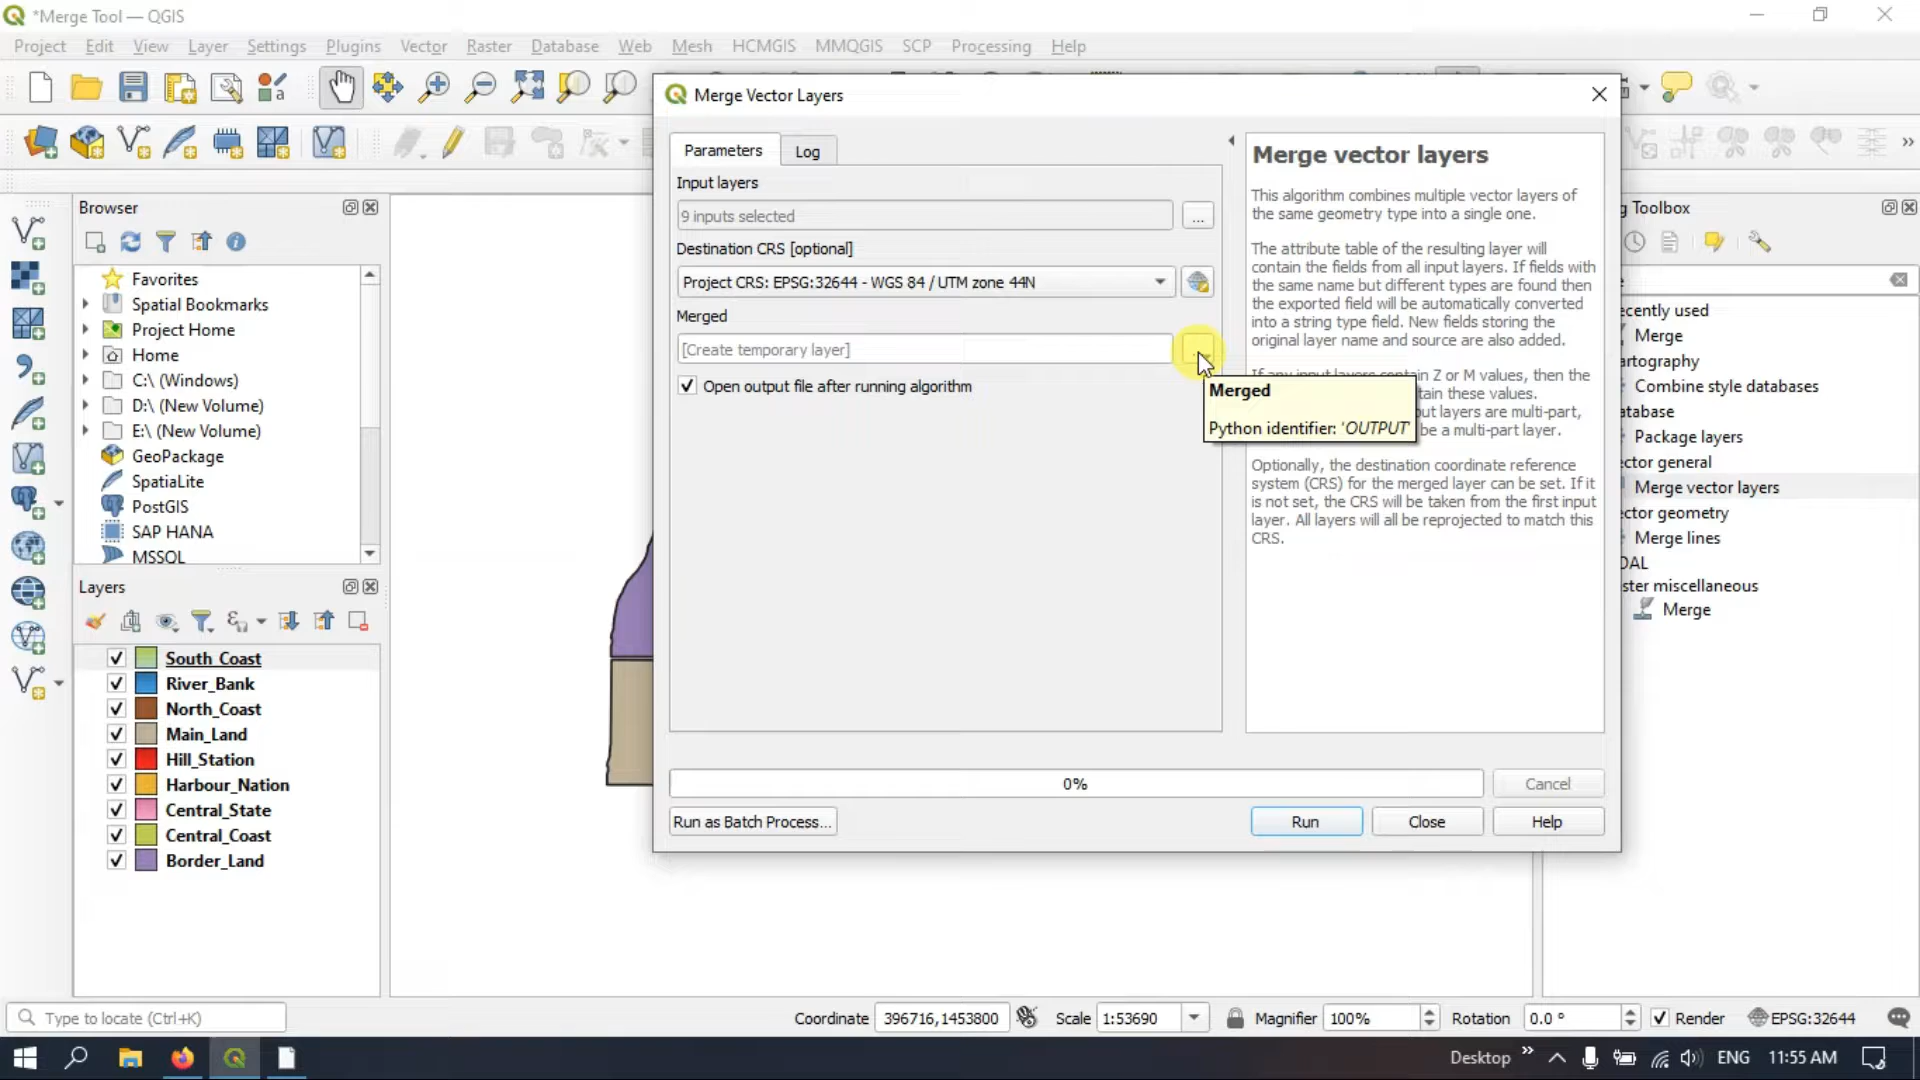 *Merge Tool — QGIS
Project Edit View Layer Settings Plugins Vector Raster Database Web Mesh HCMGIS MMQGIS SCP Processing Help
Merge Vector Layers
Parameters
Log
Input layers
9 inputs selected
...
Destination CRS [optional]
Project CRS: EPSG:32644 - WGS 84 / UTM zone 44N
Merged
[Create temporary layer]
Open output file after running algorithm
Merged
Python identifier: 'OUTPUT'
Merge vector layers
This algorithm combines multiple vector layers of
the same geometry type into a single one.
The attribute table of the resulting layer will
contain the fields from all input layers. If fields with
the same name but different types are found then
the exported field will be automatically converted
into a string type field. New fields storing the
original layer name and source are also added.
If any input layers contain Z or M values, then the
tain these values.
out layers are multi-part,
be a multi-part layer.
Optionally, the destination coordinate reference
system (CRS) for the merged layer can be set. If it
is not set, the CRS will be taken from the first input
layer. All layers will all be reprojected to match this
CRS.
0%
Cancel
Run as Batch Process...
Run
Close
Help
Browser
Favorites
Spatial Bookmarks
Project Home
Home
C:\ (Windows)
D:\ (New Volume)
E:\ (New Volume)
GeoPackage
SpatiaLite
PostGIS
SAP HANA
MSSQL
Layers
South_Coast
River_Bank
North_Coast
Main_Land
Hill_Station
Harbour_Nation
Central_State
Central_Coast
Border_Land
g Toolbox
ecently used
Merge
artography
Combine style databases
atabase
Package layers
ector general
Merge vector layers
ector geometry
Merge lines
DAL
ster miscellaneous
Merge
Type to locate (Ctrl+K)
Coordinate 396716,1453800
Scale 1:53690
Magnifier 100%
Rotation 0.0 °
Render
EPSG:32644
Desktop
ENG
11:55 AM